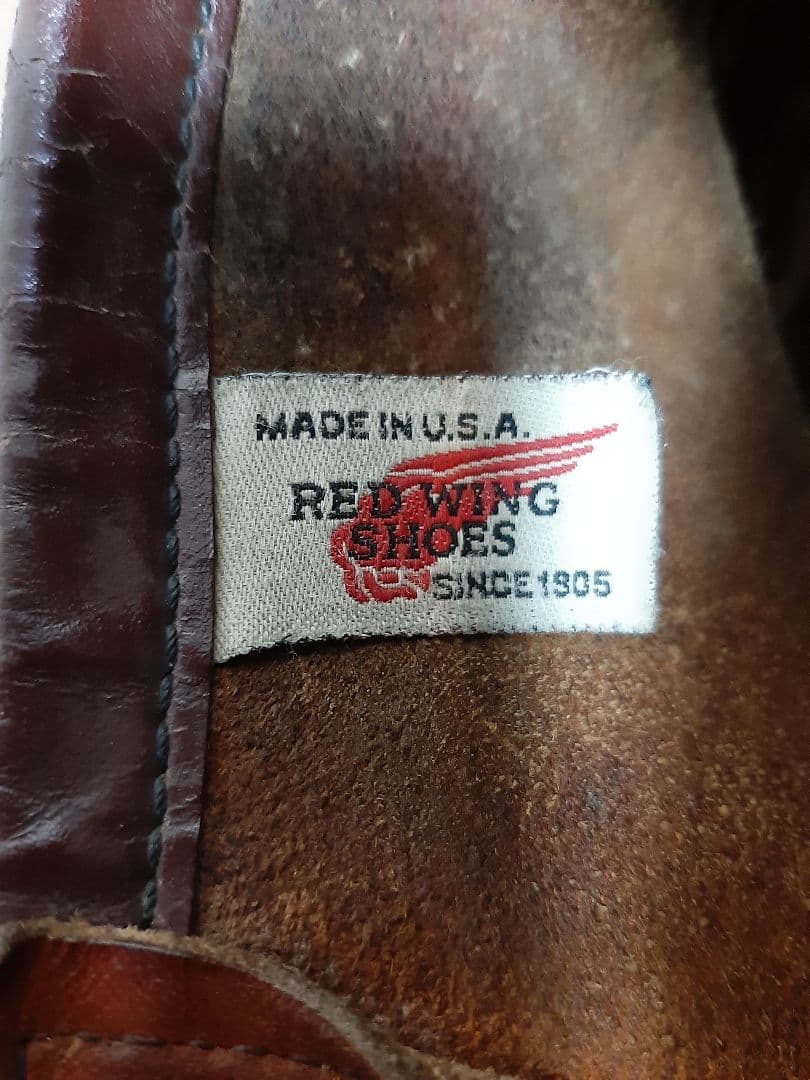 MADE IN U.S.A.
RED WING
SHOES
SINCE 1905